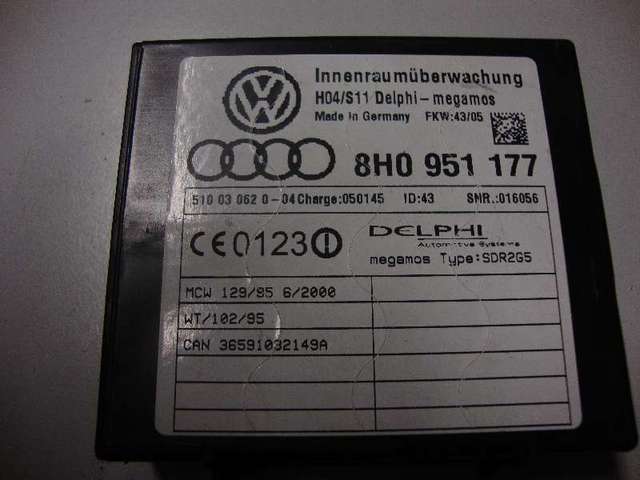 Innenraumüberwachung
H04/S11 Delphi-megamos
Made in Germany FKW:43/05
8H0 951 177
510 03 062 0-04 Charge:050145 ID:43 SNR.:016056
CE0123!
DELPHI
Automotive Systems
megamos Type:SDR2G5
MCW 129/95 6/2000
WT/102/95
CAN 36591032149A